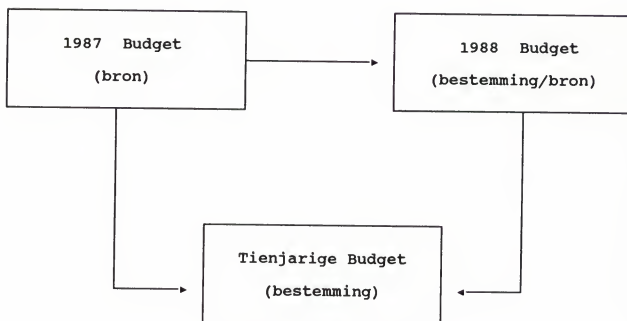 1987 Budget
(bron)
1988 Budget
(bestemming/bron)
Tienjarige Budget
(bestemming)